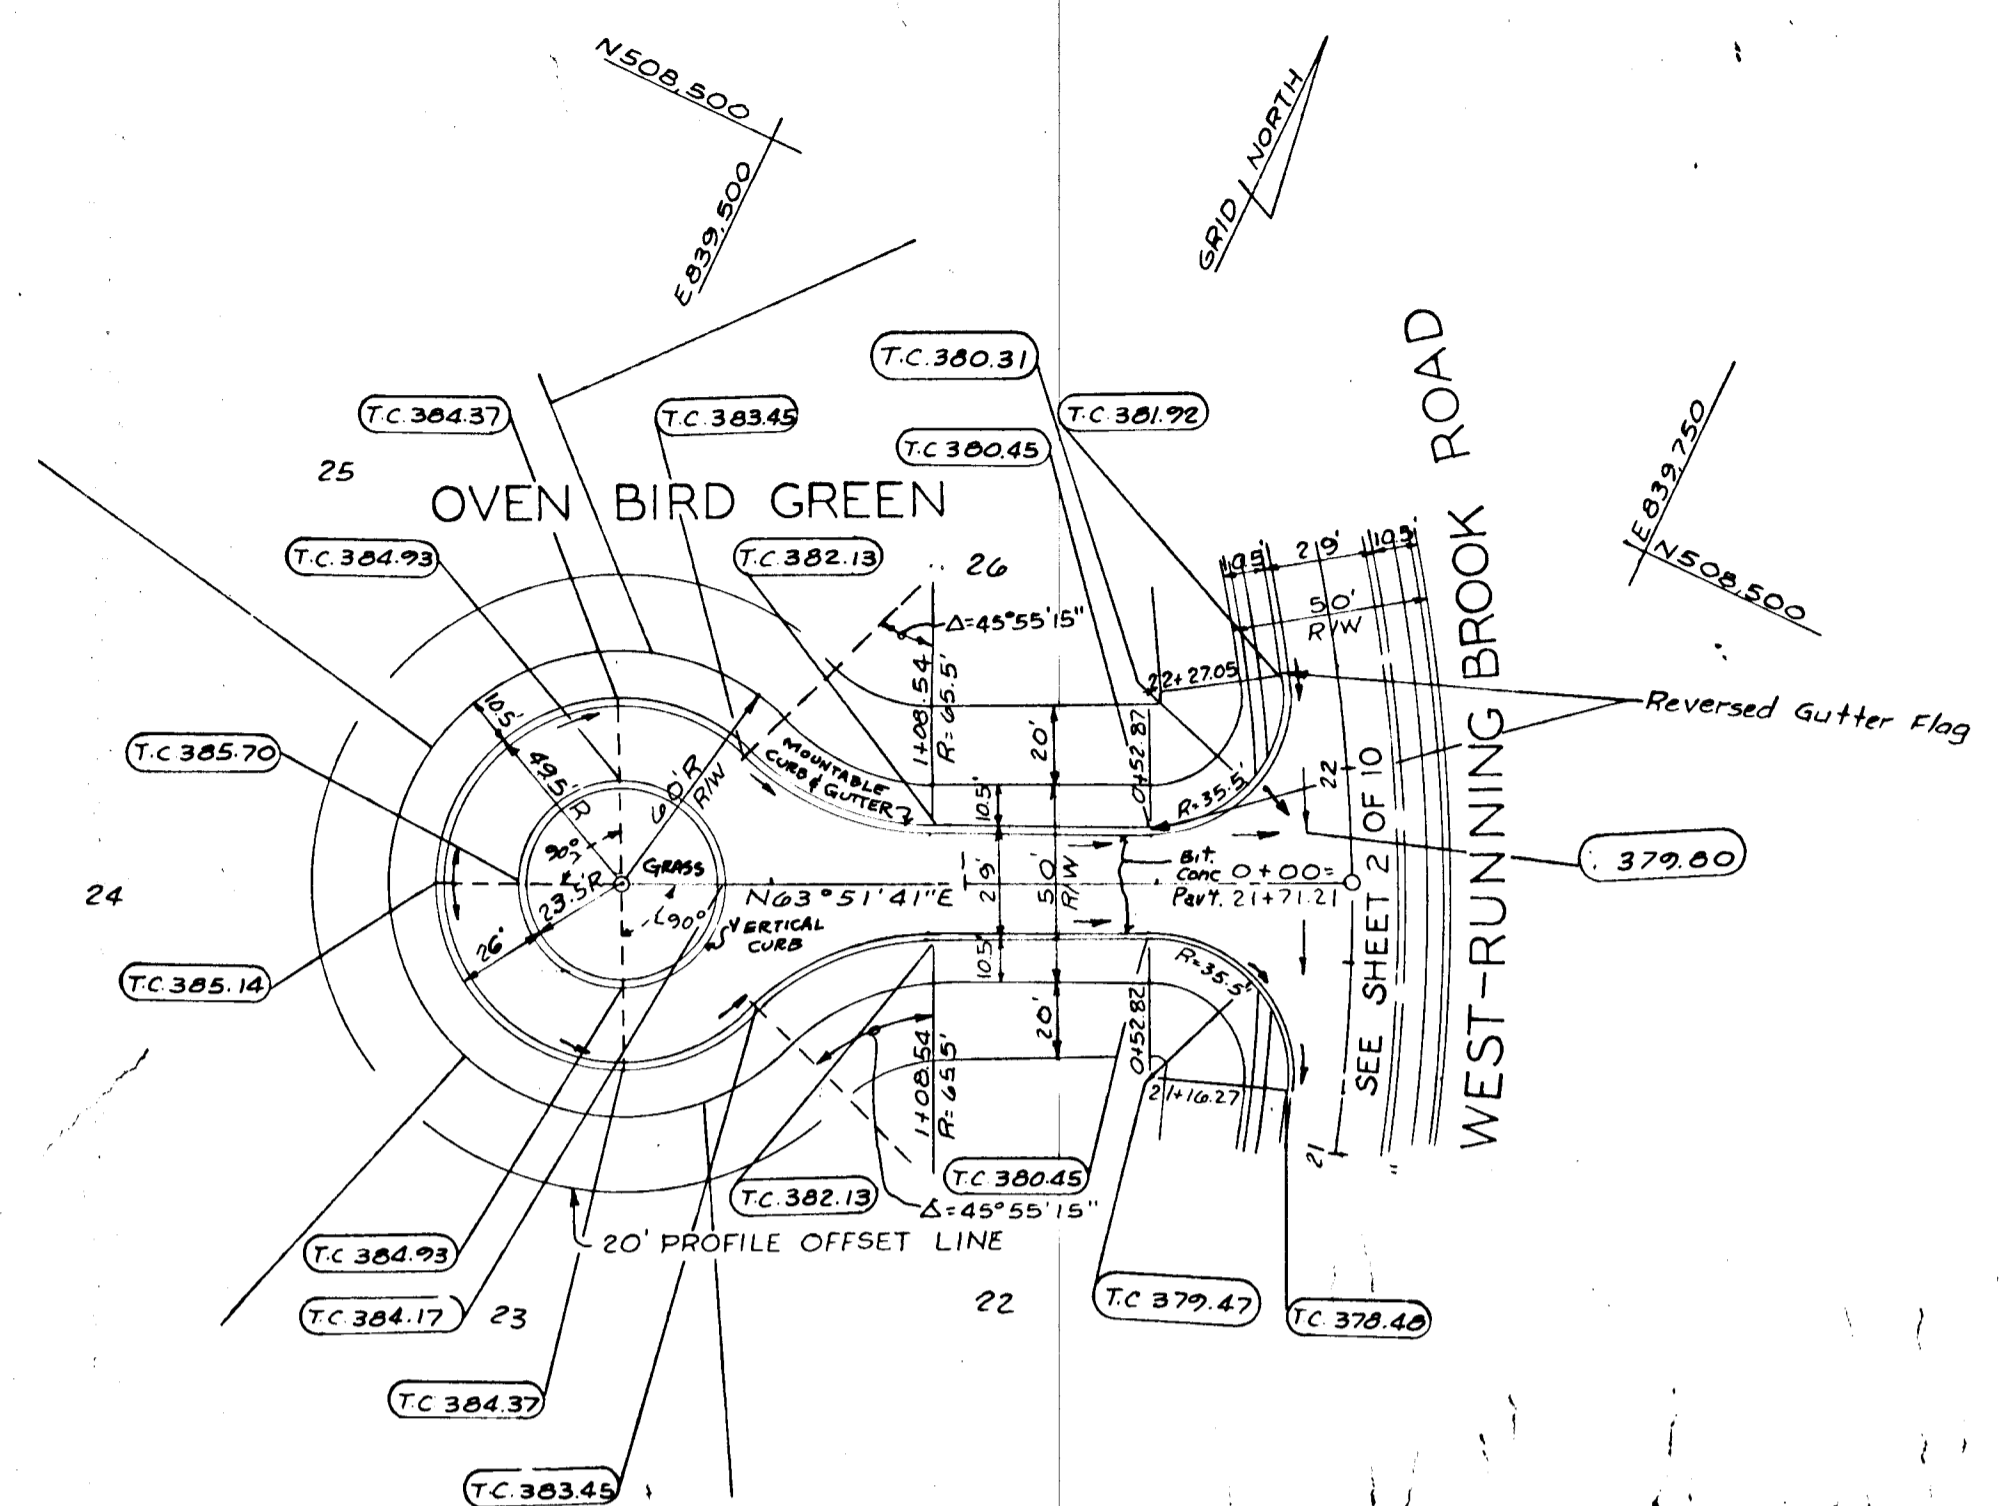 N508,500
E839,500
GRID NORTH
T.C. 380.31
T.C. 384.37
T.C. 383.45
T.C. 381.92
T.C 380.45
25
OVEN BIRD GREEN
T.C. 384.93
T.C. 382.13
26
Δ=45°55'15"
10.5'
29'
10.5'
50'
R/W
E 839,750
N508,500
WEST-RUNNING BROOK ROAD
22+27.05
Reversed Gutter Flag
1+08.54
R=65.5'
20'
0+52.87
R=35.5'
22
10.5'
49.5' R
60'R
R/W
MOUNTABLE
CURB & GUTTER
T.C. 385.70
10.5'
379.80
SEE SHEET 2 OF 10
90°
GRASS
23.5'R
24
N63°51'41"E
29'
50'
R/W
Bit.
Conc
Pav't.
0+00=
21+71.21
90°
VERTICAL
CURB
26'
T.C. 385.14
10.5'
R=35.5'
20'
0+52.82
1+08.54
R=65.5'
21+16.27
21
T.C. 382.13
T.C. 380.45
Δ=45°55'15"
20' PROFILE OFFSET LINE
T.C 384.93
T.C. 384.17
23
22
T.C 379.47
T.C. 378.48
T.C 384.37
T.C. 383.45